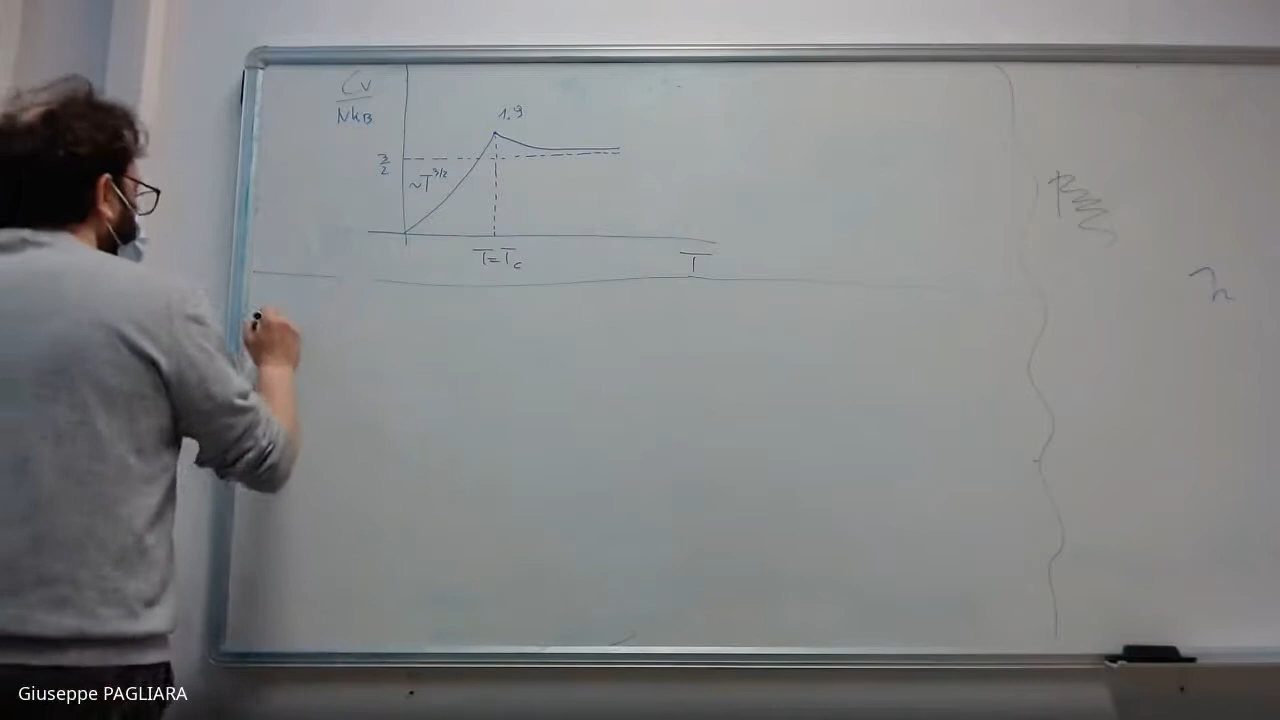 Cv
NkB
1.9
3/2
~T^3/2
T=Tc
T
Giuseppe PAGLIARA